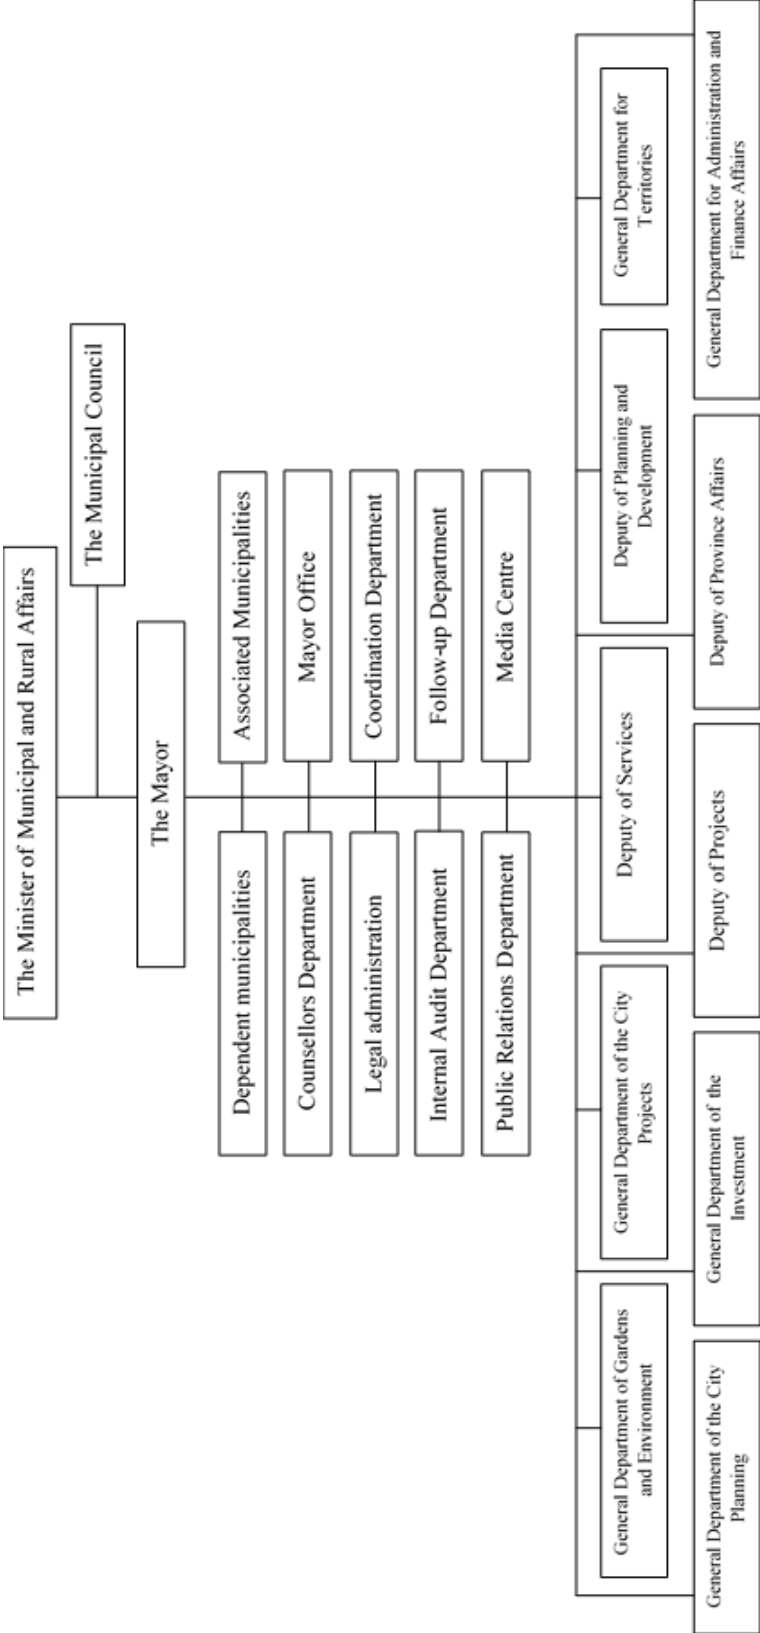 The Minister of Municipal and Rural Affairs
The Municipal Council
The Mayor
Dependent municipalities
Associated Municipalities
Counsellors Department
Mayor Office
Legal administration
Coordination Department
Internal Audit Department
Follow-up Department
Public Relations Department
Media Centre
General Department of Gardens
and Environment
General Department of the City
Projects
Deputy of Services
Deputy of Planning and
Development
General Department for
Territories
General Department of the City
Planning
General Department of the
Investment
Deputy of Projects
Deputy of Province Affairs
General Department for Administration and
Finance Affairs